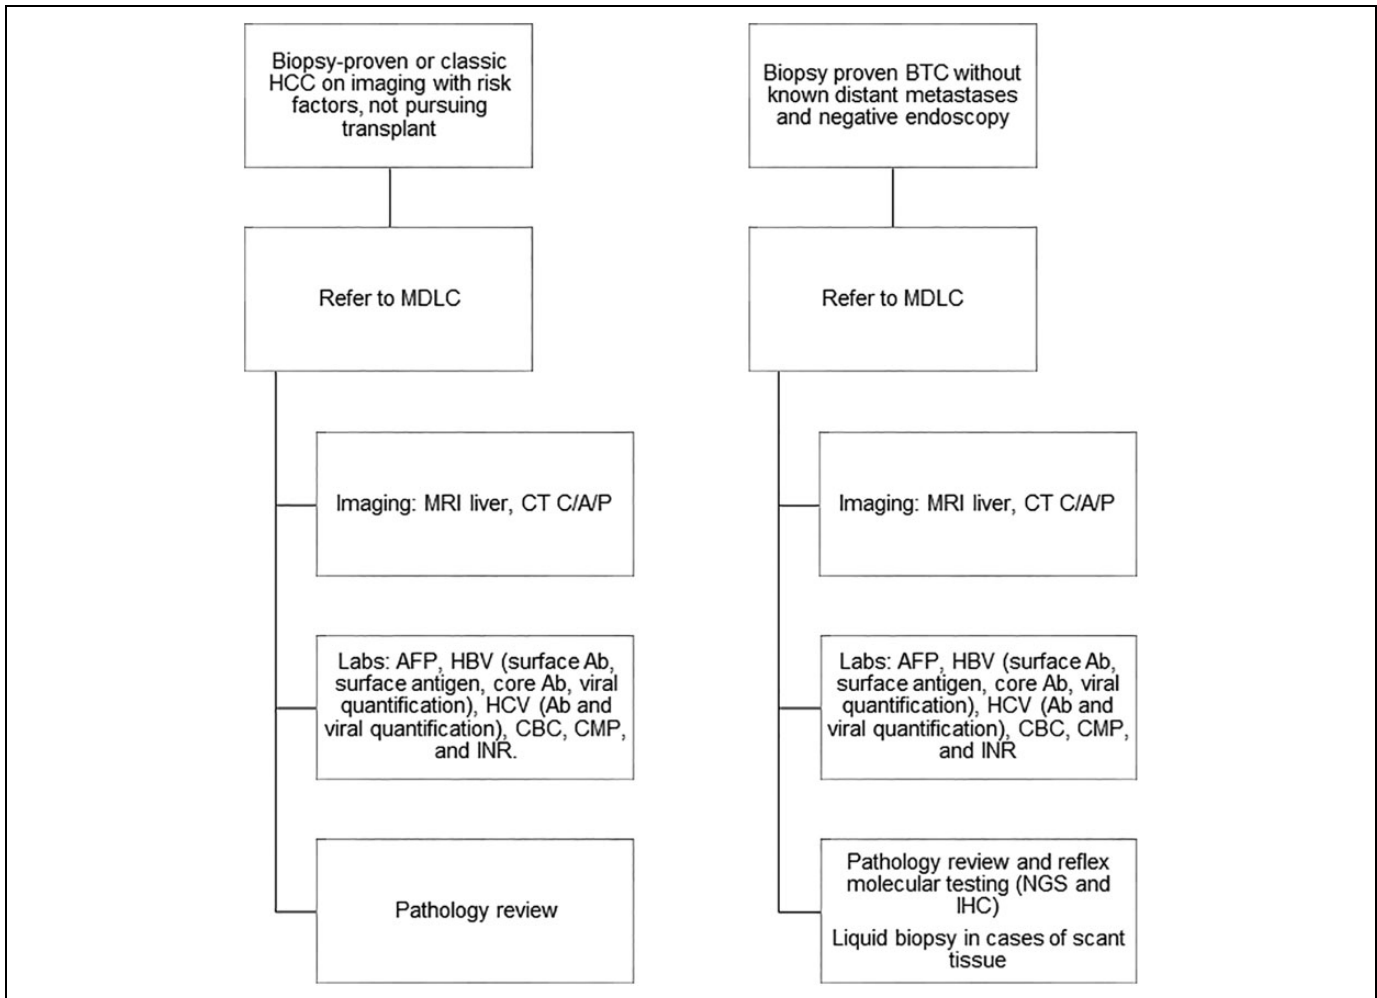 Biopsy-proven or classic
HCC on imaging with risk
factors, not pursuing
transplant
Refer to MDLC
Imaging: MRI liver, CT C/A/P
Labs: AFP, HBV (surface Ab,
surface antigen, core Ab, viral
quantification), HCV (Ab and
viral quantification), CBC, CMP,
and INR.
Pathology review
Biopsy proven BTC without
known distant metastases
and negative endoscopy
Refer to MDLC
Imaging: MRI liver, CT C/A/P
Labs: AFP, HBV (surface Ab,
surface antigen, core Ab, viral
quantification), HCV (Ab and
viral quantification), CBC, CMP,
and INR
Pathology review and reflex
molecular testing (NGS and
IHC)
Liquid biopsy in cases of scant
tissue